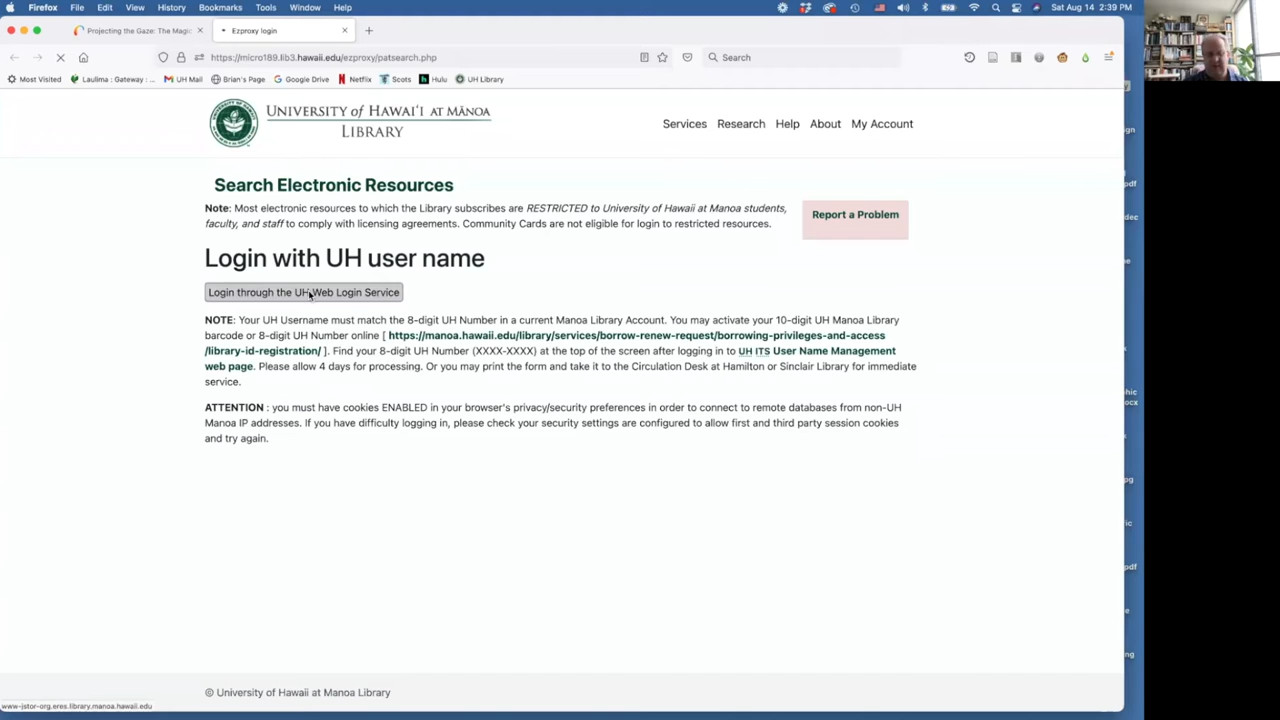 Firefox File Edit View History Bookmarks Tools Window Help
Sat Aug 14 2:39 PM
Projecting the Gaze: The Magic
Ezproxy login
https://micro189.lib3.hawaii.edu/ezproxy/patsearch.php
Search
Most Visited Laulima : Gateway : ... UH Mail Brian's Page Google Drive Netflix Scots Hulu UH Library
UNIVERSITY of HAWAIʻI AT MĀNOA
LIBRARY
Services Research Help About My Account
Search Electronic Resources
Note: Most electronic resources to which the Library subscribes are RESTRICTED to University of Hawaii at Manoa students,
faculty, and staff to comply with licensing agreements. Community Cards are not eligible for login to restricted resources.
Report a Problem
Login with UH user name
Login through the UH Web Login Service
NOTE: Your UH Username must match the 8-digit UH Number in a current Manoa Library Account. You may activate your 10-digit UH Manoa Library
barcode or 8-digit UH Number online [ https://manoa.hawaii.edu/library/services/borrow-renew-request/borrowing-privileges-and-access
/library-id-registration/ ]. Find your 8-digit UH Number (XXXX-XXXX) at the top of the screen after logging in to UH ITS User Name Management
web page. Please allow 4 days for processing. Or you may print the form and take it to the Circulation Desk at Hamilton or Sinclair Library for immediate
service.
ATTENTION : you must have cookies ENABLED in your browser's privacy/security preferences in order to connect to remote databases from non-UH
Manoa IP addresses. If you have difficulty logging in, please check your security settings are configured to allow first and third party session cookies
and try again.
© University of Hawaii at Manoa Library
www-jstor-org.eres.library.manoa.hawaii.edu